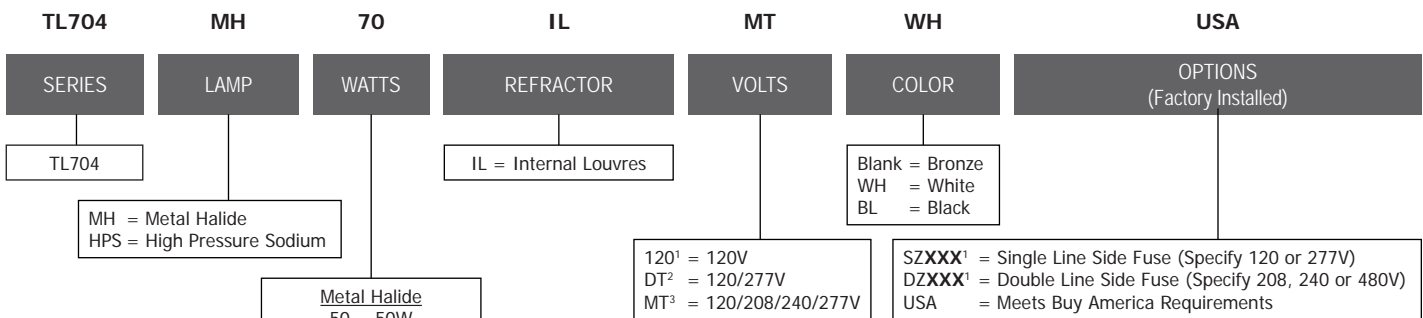 TL704 MH 70 IL MT WH USA
SERIES LAMP WATTS REFRACTOR VOLTS COLOR OPTIONS
(Factory Installed)
TL704
MH = Metal Halide
HPS = High Pressure Sodium
Metal Halide
50 = 50W
IL = Internal Louvres
120¹ = 120V
DT² = 120/277V
MT³ = 120/208/240/277V
Blank = Bronze
WH = White
BL = Black
SZXXX¹ = Single Line Side Fuse (Specify 120 or 277V)
DZXXX¹ = Double Line Side Fuse (Specify 208, 240 or 480V)
USA = Meets Buy America Requirements